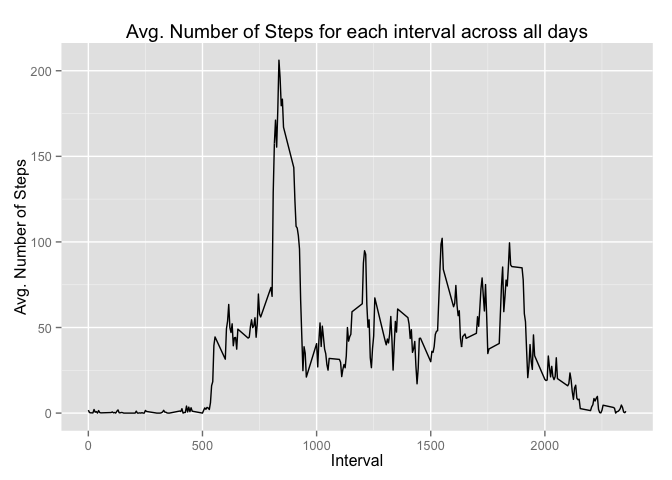 Avg. Number of Steps for each interval across all days
Avg. Number of Steps
200
150
100
50
0
0 500 1000 1500 2000
Interval